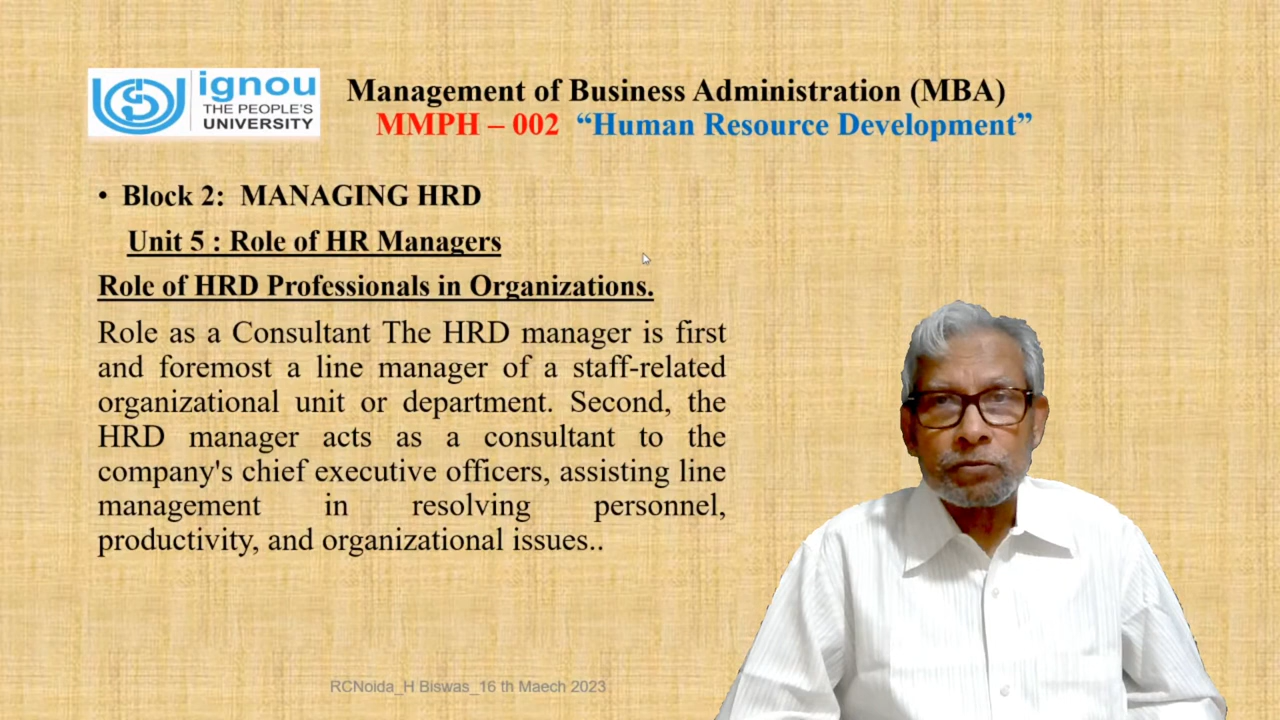 ignou
THE PEOPLE'S
UNIVERSITY
Management of Business Administration (MBA)
MMPH – 002 “Human Resource Development”
• Block 2: MANAGING HRD
Unit 5 : Role of HR Managers
Role of HRD Professionals in Organizations.
Role as a Consultant The HRD manager is first
and foremost a line manager of a staff-related
organizational unit or department. Second, the
HRD manager acts as a consultant to the
company's chief executive officers, assisting line
management in resolving personnel,
productivity, and organizational issues..
RCNoida_H Biswas_16 th Maech 2023